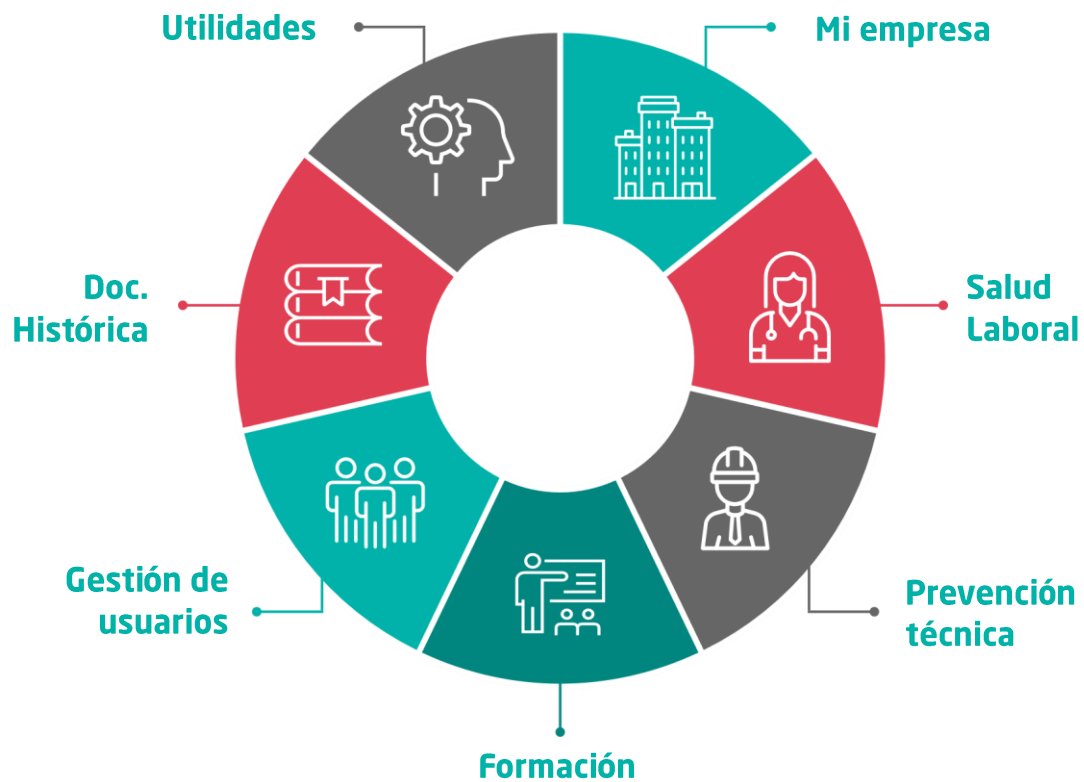 Utilidades
Mi empresa
Doc.
Histórica
Salud
Laboral
Gestión de
usuarios
Prevención
técnica
Formación